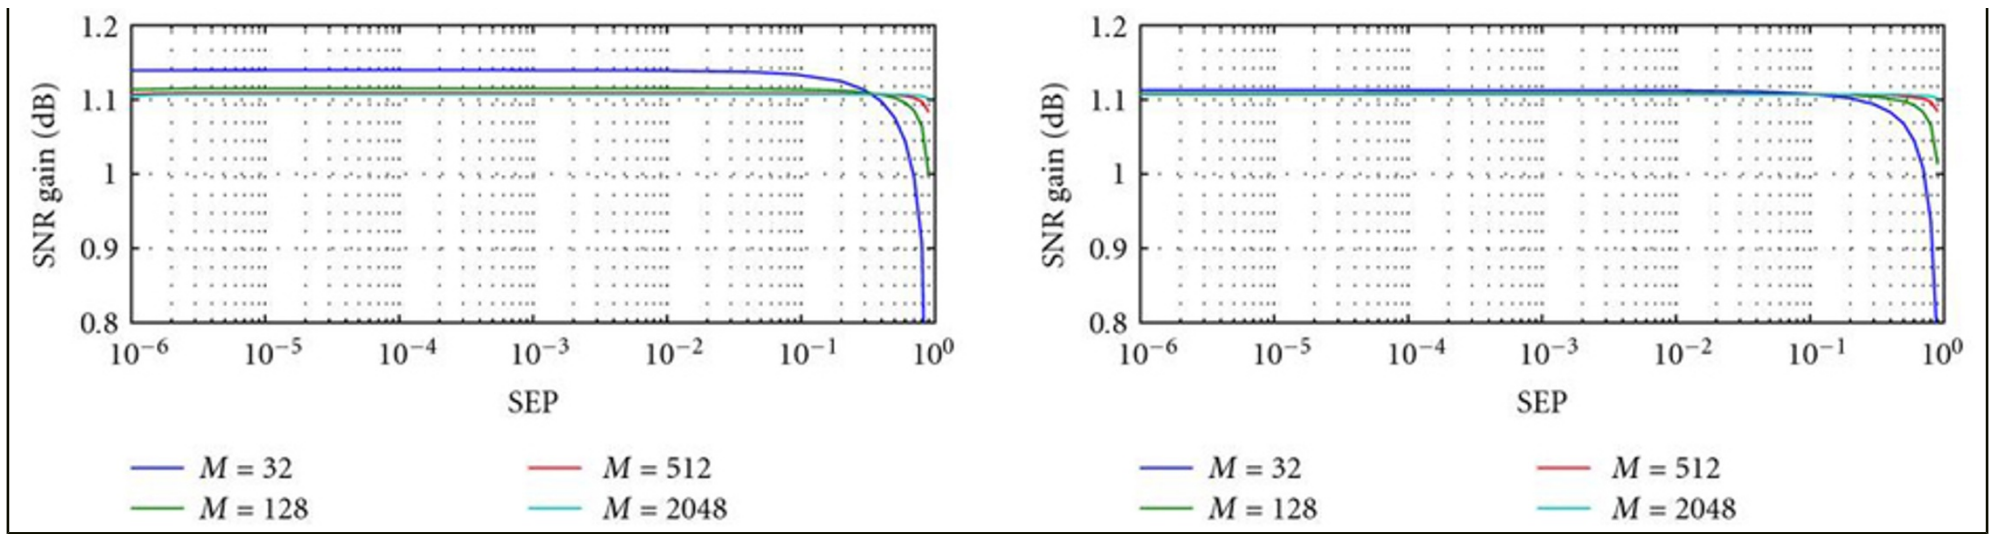 1.2
1.1
1
0.9
0.8
SNR gain (dB)
10⁻⁶ 10⁻⁵ 10⁻⁴ 10⁻³ 10⁻² 10⁻¹ 10⁰
SEP
M = 32 M = 512
M = 128 M = 2048
1.2
1.1
1
0.9
0.8
SNR gain (dB)
10⁻⁶ 10⁻⁵ 10⁻⁴ 10⁻³ 10⁻² 10⁻¹ 10⁰
SEP
M = 32 M = 512
M = 128 M = 2048